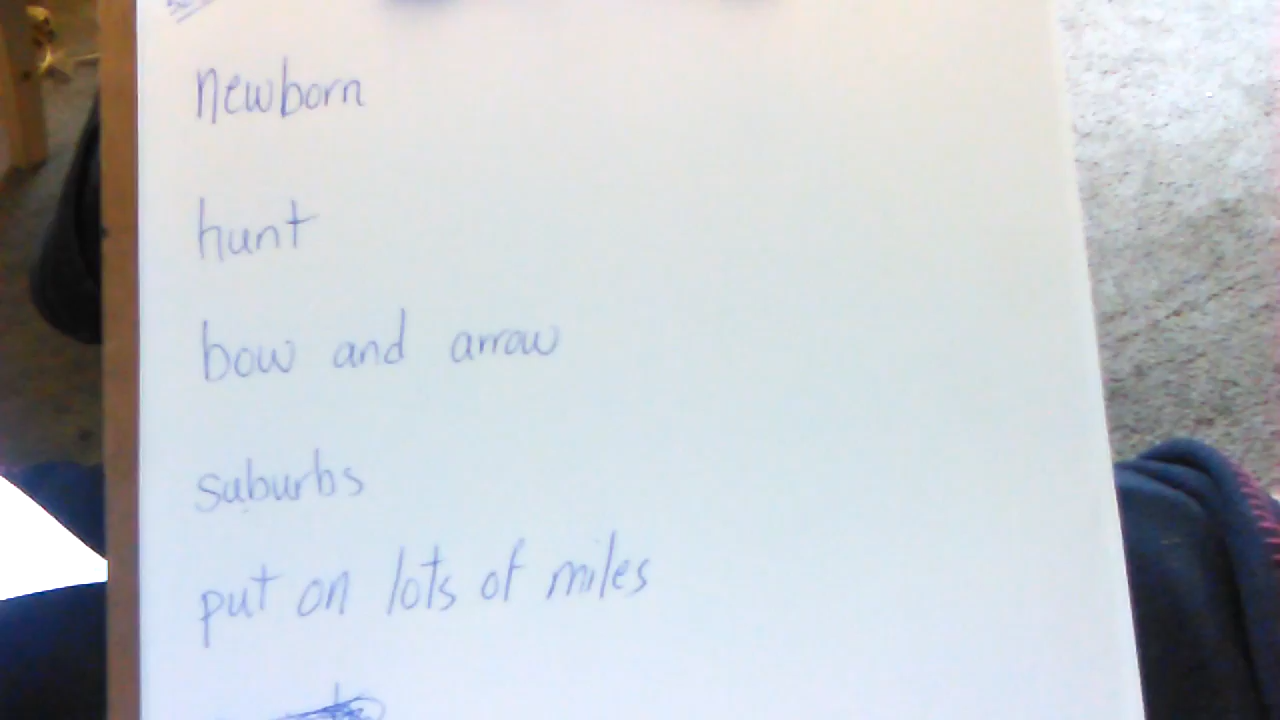 newborn
hunt
bow and arrow
suburbs
put on lots of miles